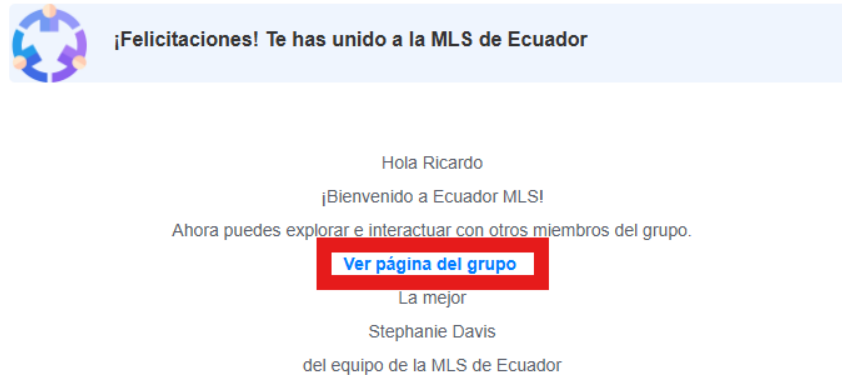 ¡Felicitaciones! Te has unido a la MLS de Ecuador
Hola Ricardo
¡Bienvenido a Ecuador MLS!
Ahora puedes explorar e interactuar con otros miembros del grupo.
Ver página del grupo
La mejor
Stephanie Davis
del equipo de la MLS de Ecuador